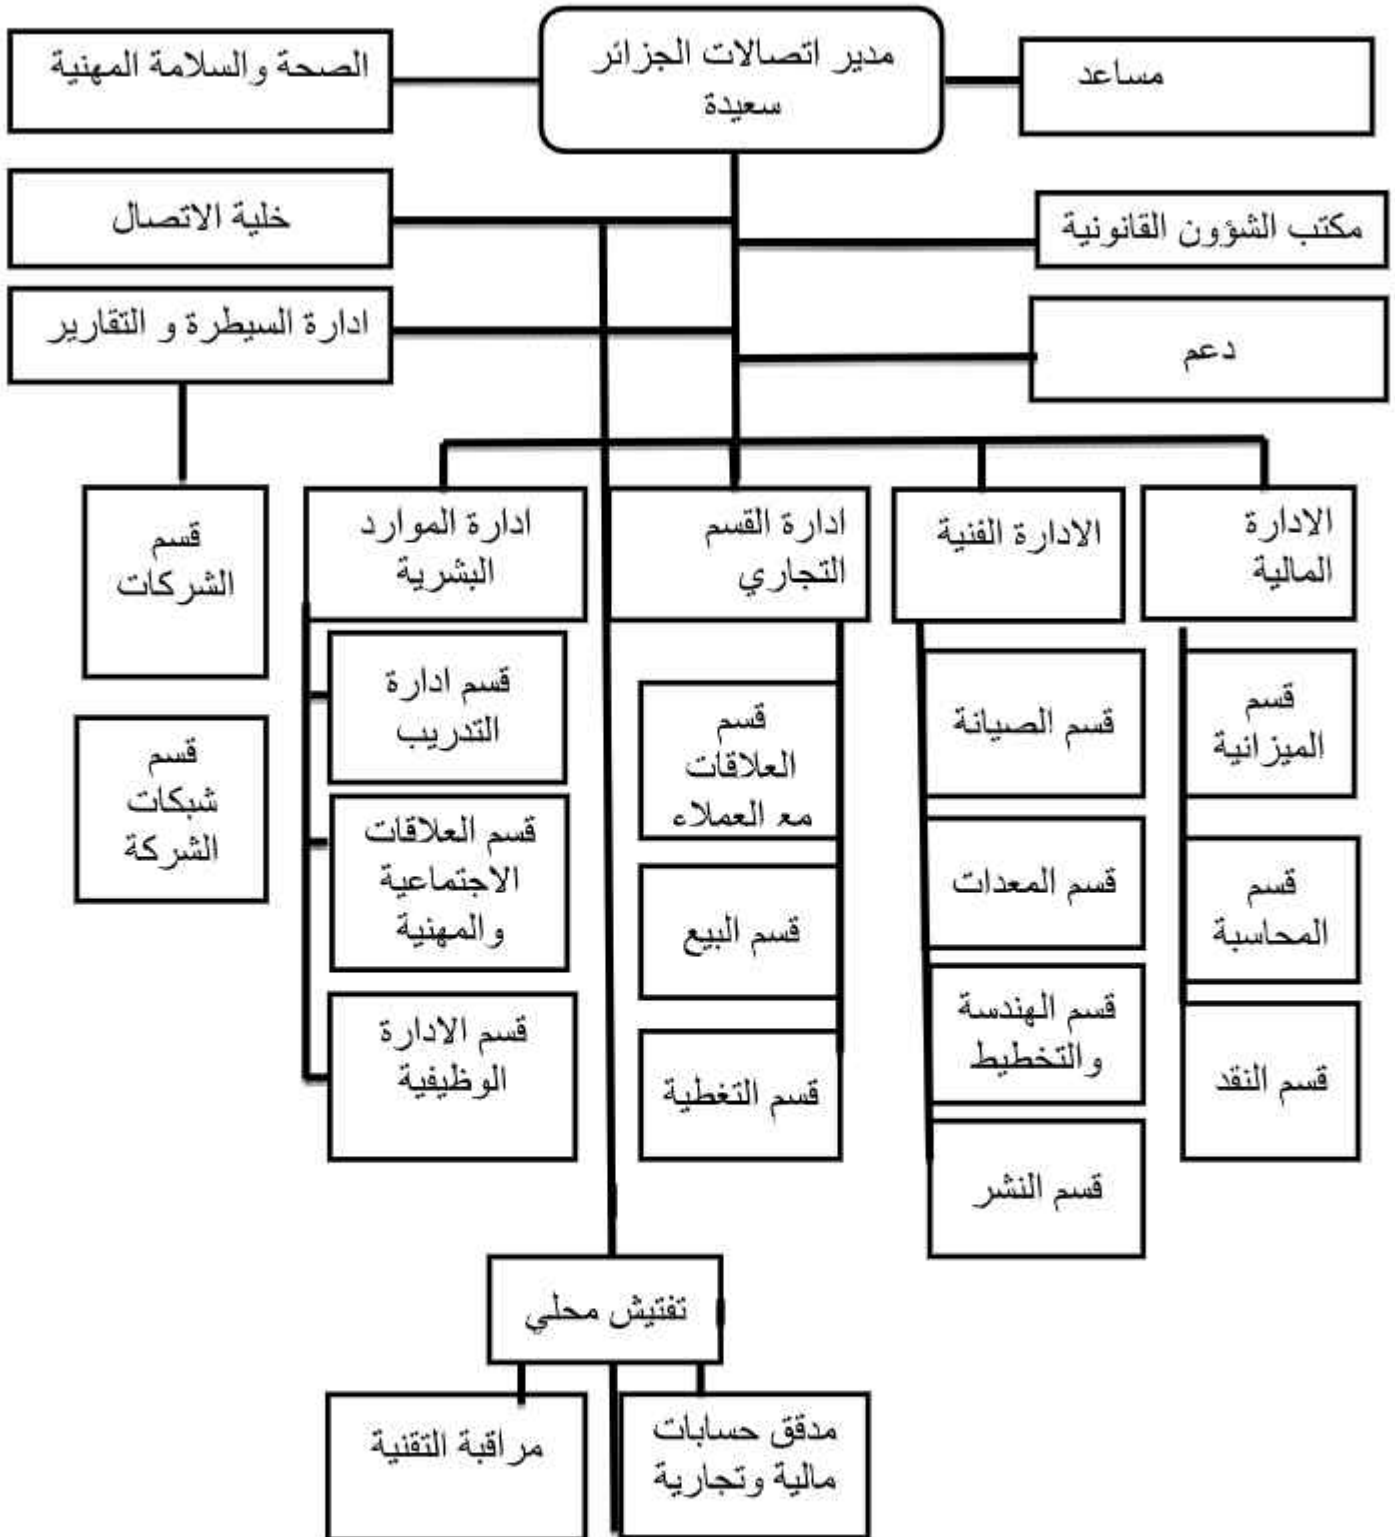 مدير اتصالات الجزائر
سعيدة
مساعد
الصحة والسلامة المهنية
مكتب الشؤون القانونية
خلية الاتصال
دعم
ادارة السيطرة و التقارير
الادارة
المالية
الادارة الفنية
ادارة القسم
التجاري
ادارة الموارد
البشرية
قسم
الشركات
قسم
شبكات
الشركة
قسم
الميزانية
قسم
المحاسبة
قسم النقد
قسم الصيانة
قسم المعدات
قسم الهندسة
والتخطيط
قسم النشر
قسم
العلاقات
مع العملاء
قسم البيع
قسم التغطية
قسم ادارة
التدريب
قسم العلاقات
الاجتماعية
والمهنية
قسم الادارة
الوظيفية
تفتيش محلي
مدقق حسابات
مالية وتجارية
مراقبة التقنية